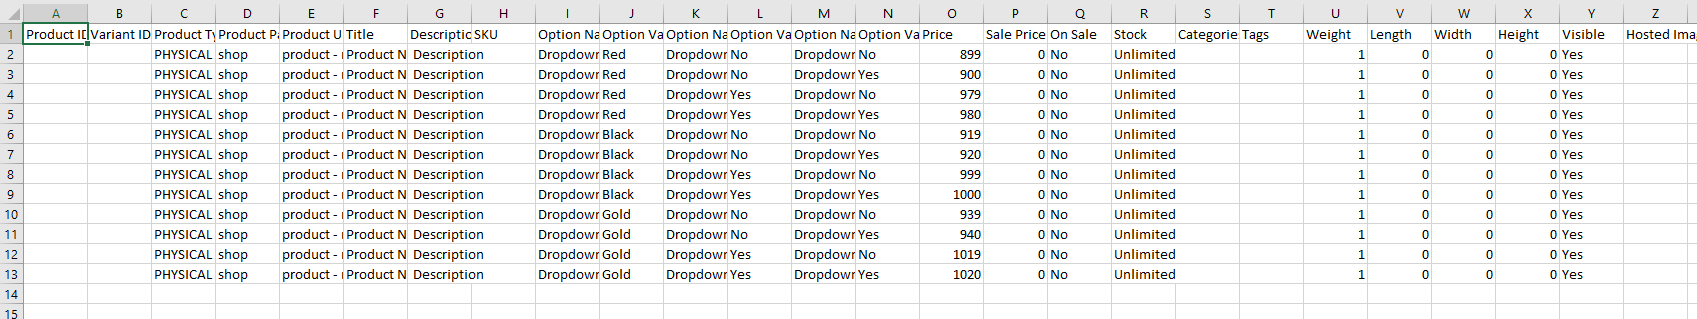 A B C D E F G H I J K L M N O P Q R S T U V W X Y Z
1 Product ID Variant ID Product Ty Product Pa Product U Title Descriptic SKU Option Na Option Va Option Na Option Va Option Na Option Va Price Sale Price On Sale Stock Categorie Tags Weight Length Width Height Visible Hosted Ima
2 PHYSICAL shop product - Product N Description Dropdowr Red Dropdowr No Dropdowr No 899 0 No Unlimited 1 0 0 0 Yes
3 PHYSICAL shop product - Product N Description Dropdowr Red Dropdowr No Dropdowr Yes 900 0 No Unlimited 1 0 0 0 Yes
4 PHYSICAL shop product - Product N Description Dropdowr Red Dropdowr Yes Dropdowr No 979 0 No Unlimited 1 0 0 0 Yes
5 PHYSICAL shop product - Product N Description Dropdowr Red Dropdowr Yes Dropdowr Yes 980 0 No Unlimited 1 0 0 0 Yes
6 PHYSICAL shop product - Product N Description Dropdowr Black Dropdowr No Dropdowr No 919 0 No Unlimited 1 0 0 0 Yes
7 PHYSICAL shop product - Product N Description Dropdowr Black Dropdowr No Dropdowr Yes 920 0 No Unlimited 1 0 0 0 Yes
8 PHYSICAL shop product - Product N Description Dropdowr Black Dropdowr Yes Dropdowr No 999 0 No Unlimited 1 0 0 0 Yes
9 PHYSICAL shop product - Product N Description Dropdowr Black Dropdowr Yes Dropdowr Yes 1000 0 No Unlimited 1 0 0 0 Yes
10 PHYSICAL shop product - Product N Description Dropdowr Gold Dropdowr No Dropdowr No 939 0 No Unlimited 1 0 0 0 Yes
11 PHYSICAL shop product - Product N Description Dropdowr Gold Dropdowr No Dropdowr Yes 940 0 No Unlimited 1 0 0 0 Yes
12 PHYSICAL shop product - Product N Description Dropdowr Gold Dropdowr Yes Dropdowr No 1019 0 No Unlimited 1 0 0 0 Yes
13 PHYSICAL shop product - Product N Description Dropdowr Gold Dropdowr Yes Dropdowr Yes 1020 0 No Unlimited 1 0 0 0 Yes
14
15